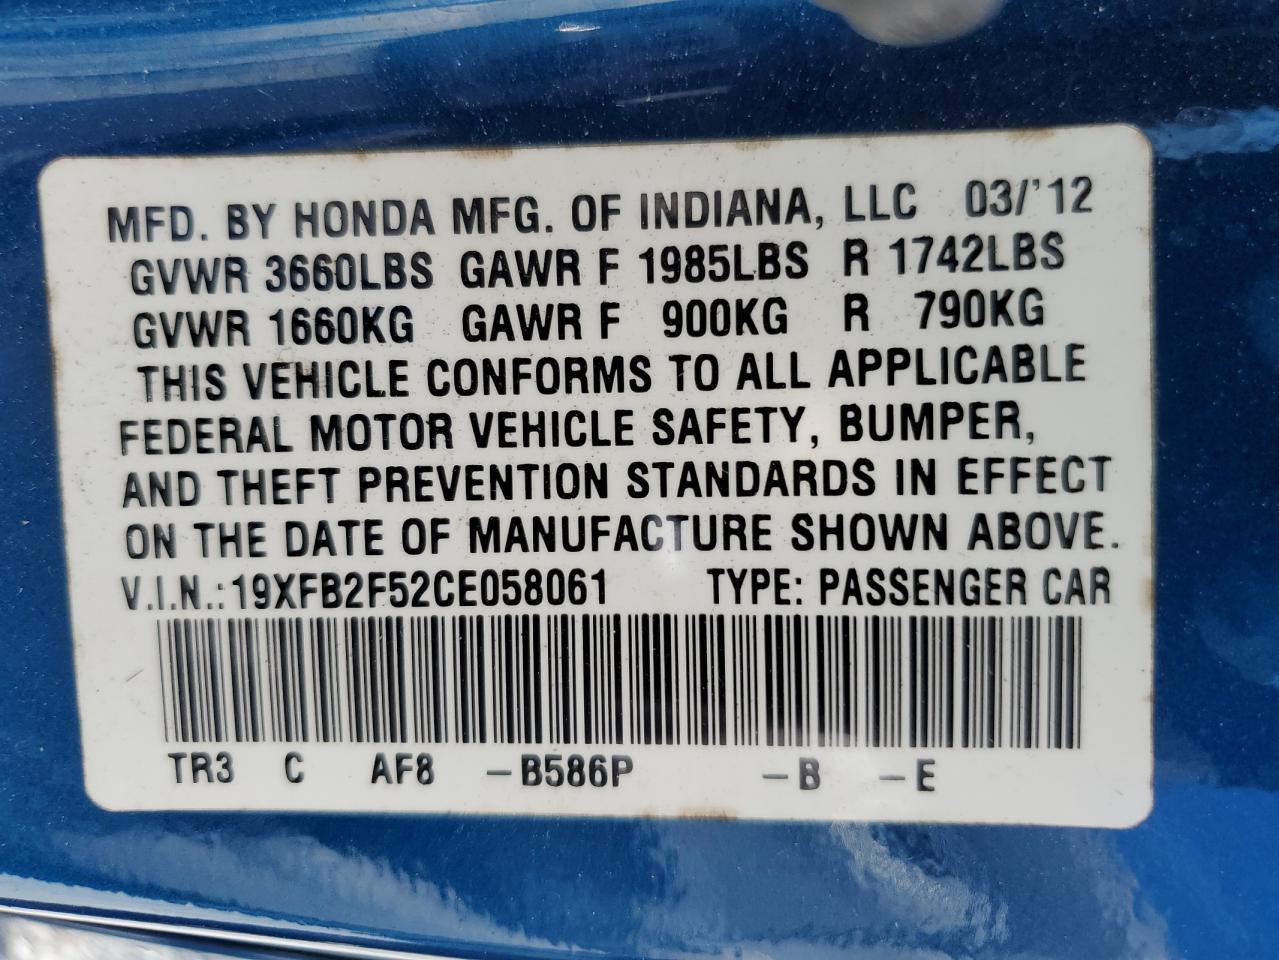 MFD. BY HONDA MFG. OF INDIANA, LLC 03/'12
GVWR 3660LBS GAWR F 1985LBS R 1742LBS
GVWR 1660KG GAWR F 900KG R 790KG
THIS VEHICLE CONFORMS TO ALL APPLICABLE
FEDERAL MOTOR VEHICLE SAFETY, BUMPER,
AND THEFT PREVENTION STANDARDS IN EFFECT
ON THE DATE OF MANUFACTURE SHOWN ABOVE.
V.I.N.:19XFB2F52CE058061 TYPE: PASSENGER CAR
TR3 C AF8 -B586P -B -E